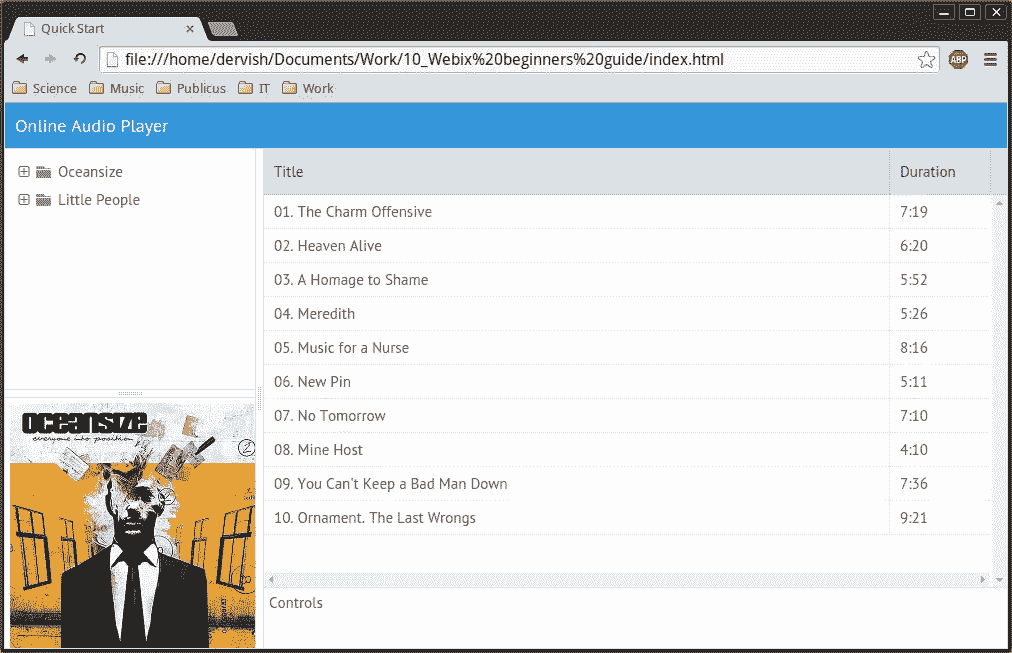 Quick Start
file:///home/dervish/Documents/Work/10_Webix%20beginners%20guide/index.html
ABP
Science Music Publicus IT Work
Online Audio Player
Oceansize
Little People
Title Duration
01. The Charm Offensive 7:19
02. Heaven Alive 6:20
03. A Homage to Shame 5:52
04. Meredith 5:26
05. Music for a Nurse 8:16
06. New Pin 5:11
07. No Tomorrow 7:10
08. Mine Host 4:10
09. You Can't Keep a Bad Man Down 7:36
10. Ornament. The Last Wrongs 9:21
oceansize
everyone into position
2
Controls